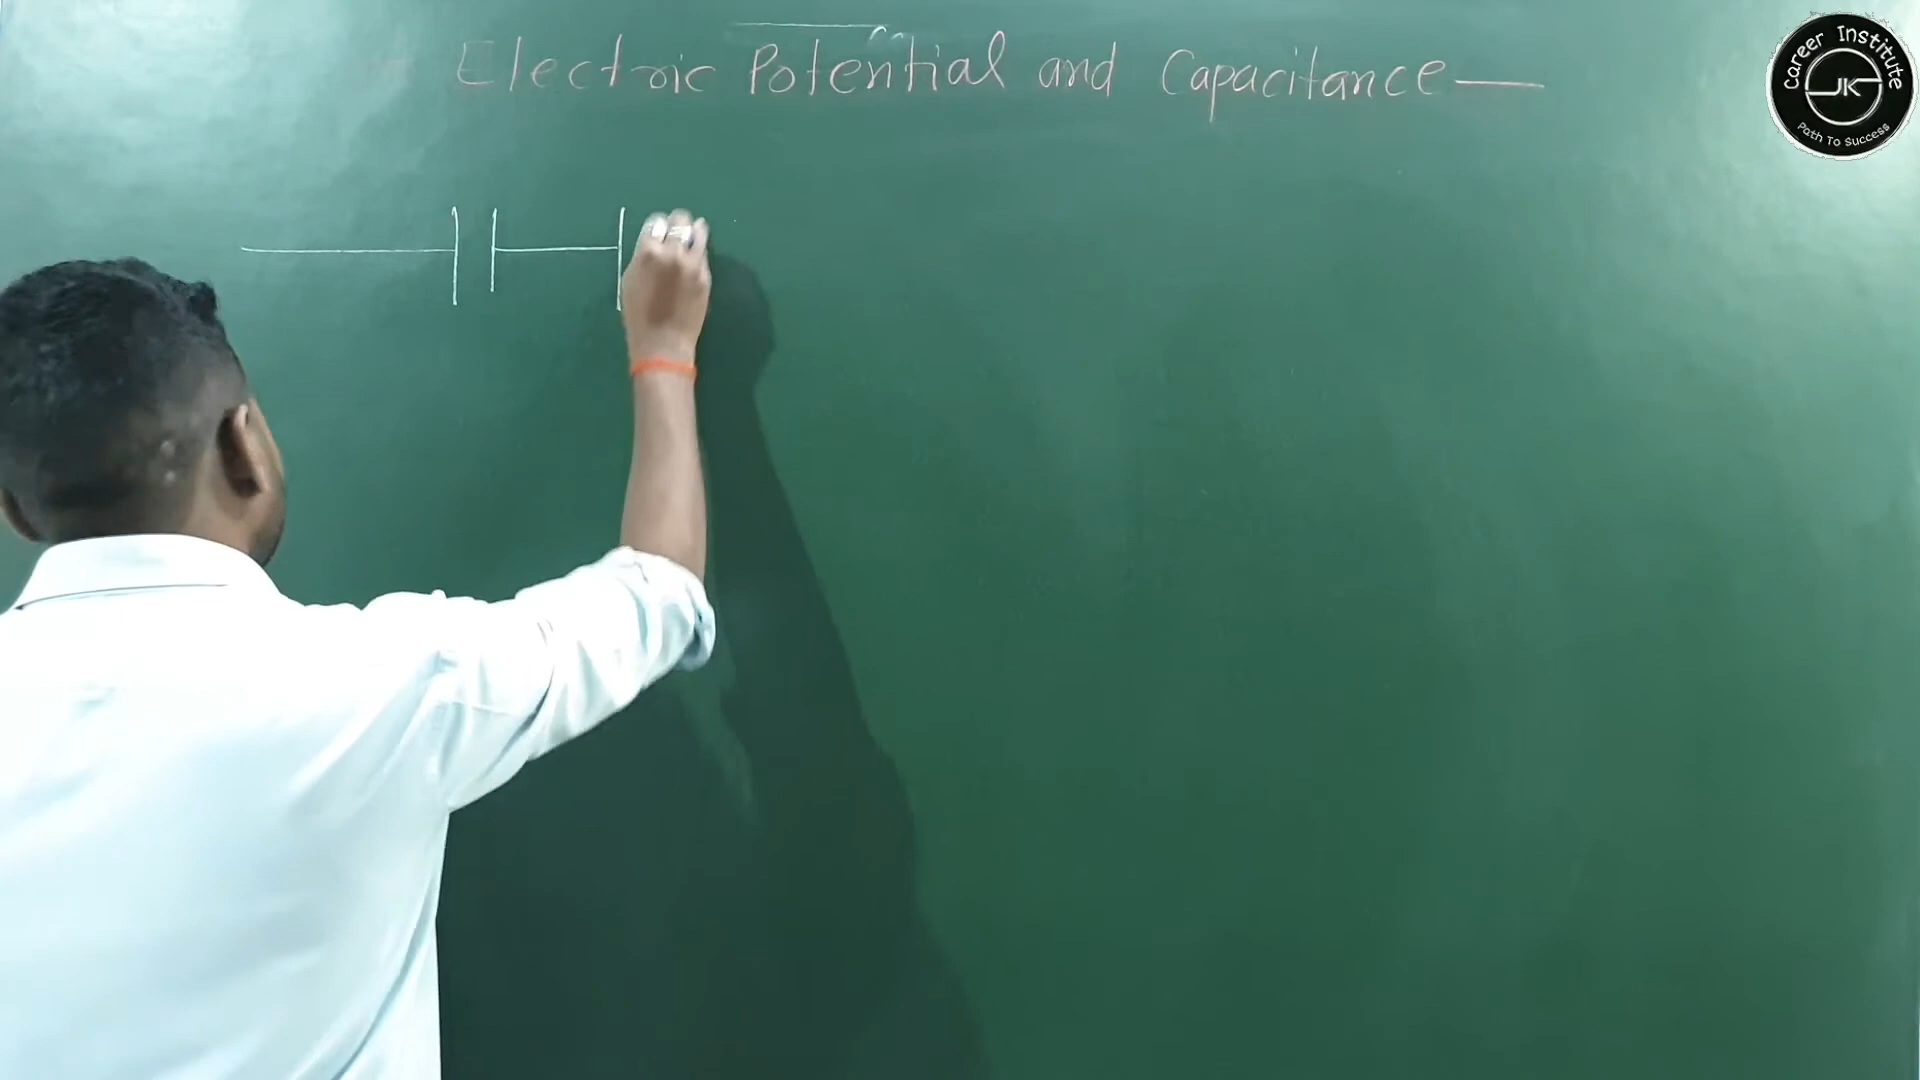 Electric Potential and Capacitance
Career Institute
JK
Path To Success